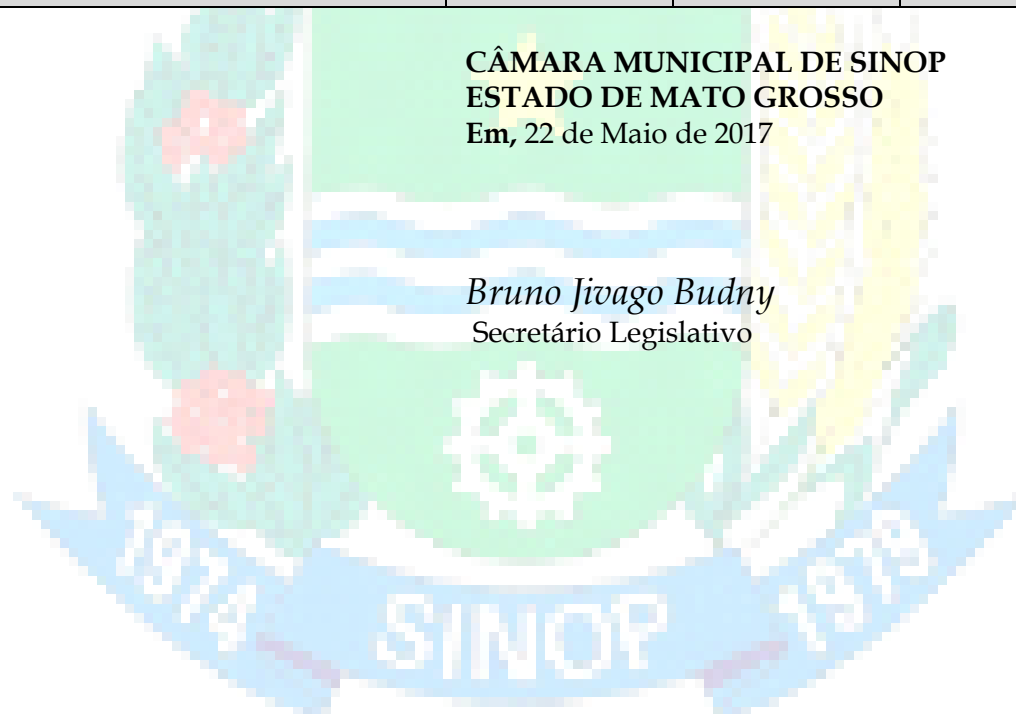 CÂMARA MUNICIPAL DE SINOP
ESTADO DE MATO GROSSO
Em, 22 de Maio de 2017
Bruno Jivago Budny
Secretário Legislativo
1974
SINOP
1979